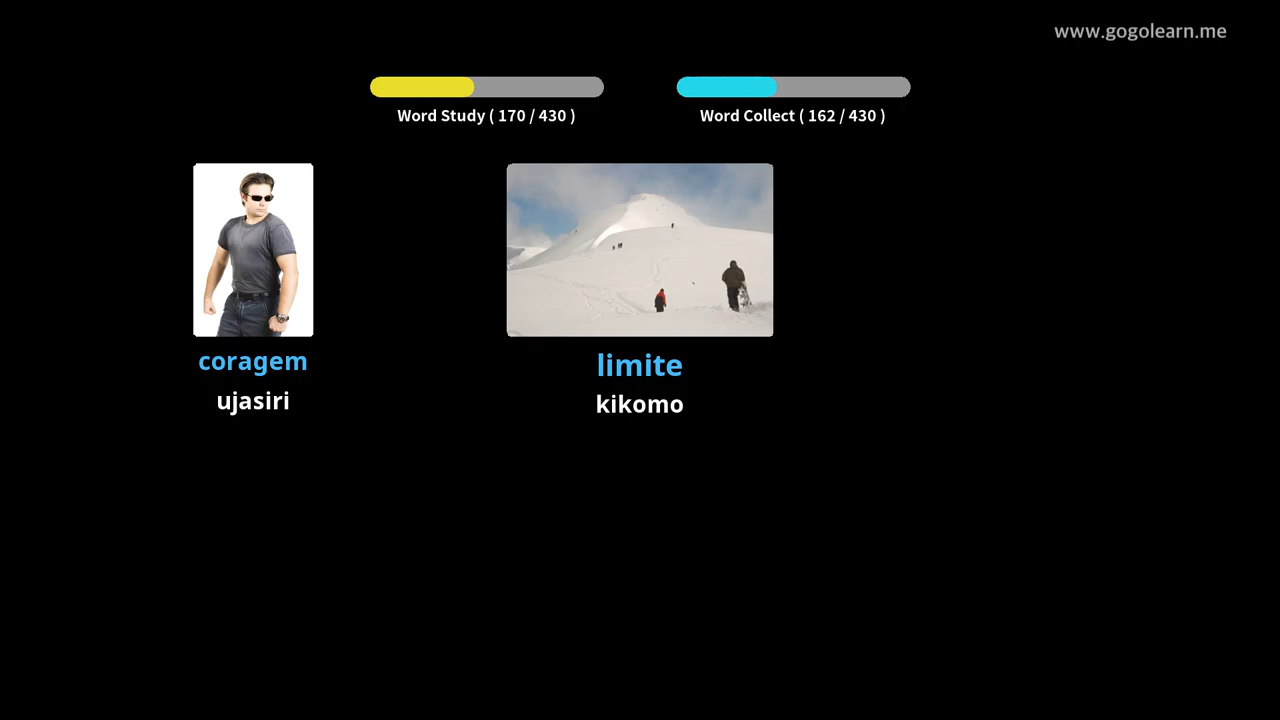 www.gogolearn.me
Word Study ( 170 / 430 )
Word Collect ( 162 / 430 )
coragem
ujasiri
limite
kikomo